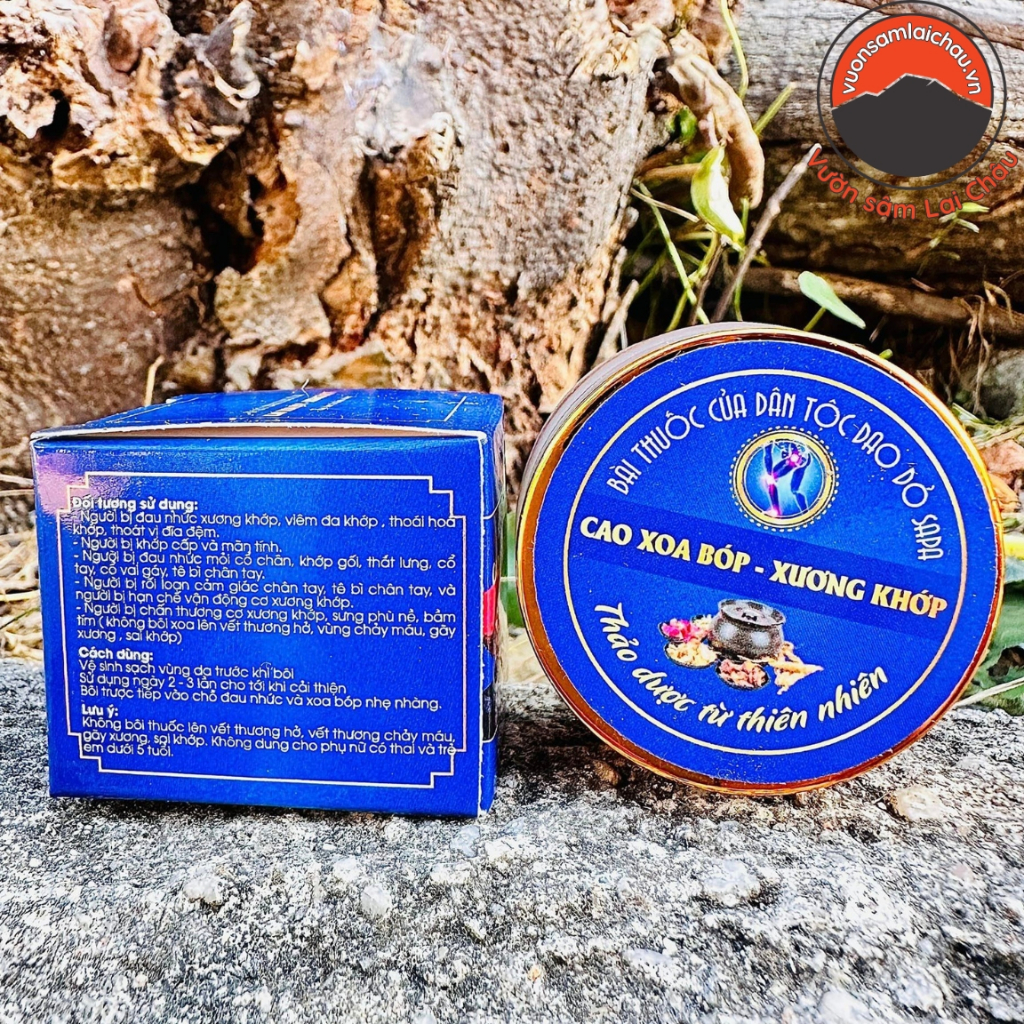 vuonsamlaichau.vn
Vườn sâm Lai Châu
Đối tượng sử dụng:
- Người bị đau nhức xương khớp, viêm đa khớp , thoái hoá
khớp, thoát vị đĩa đệm.
- Người bị khớp cấp và mãn tính.
- Người bị đau nhức mỏi cổ chân, khớp gối, thắt lưng, cổ
tay, cổ vai gáy, tê bì chân tay.
- Người bị rối loạn cảm giác chân tay, tê bì chân tay, và
người bị hạn chế vận động cơ xương khớp.
- Người bị chấn thương cơ xương khớp, sưng phù nề, bầm
tím ( không bôi xoa lên vết thương hở, vùng chảy máu, gãy
xương , sai khớp)
Cách dùng:
Vệ sinh sạch vùng da trước khi bôi
Sử dụng ngày 2 - 3 lần cho tới khi cải thiện
Bôi trược tiếp vào chỗ đau nhức và xoa bóp nhẹ nhàng.
Lưu ý:
Không bôi thuốc lên vết thương hở, vết thương chảy máu,
gãy xương, sai khớp. Không dung cho phụ nữ có thai và trẻ
em dưới 5 tuổi.
BÀI THUỐC CỦA DÂN TỘC DAO ĐỎ SAPA
CAO XOA BÓP - XƯƠNG KHỚP
Thảo dược từ thiên nhiên